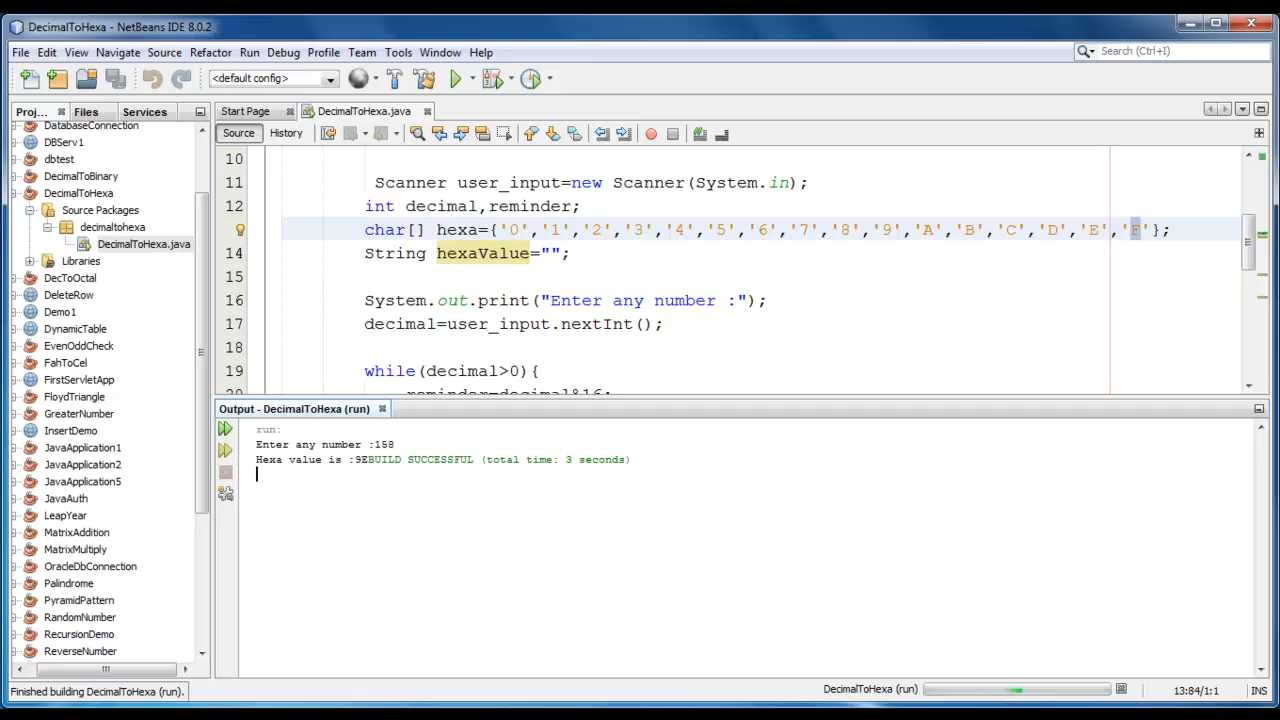 DecimalToHexa - NetBeans IDE 8.0.2
File Edit View Navigate Source Refactor Run Debug Profile Team Tools Window Help
Search (Ctrl+I)
<default config>
Proj... Files Services
Start Page DecimalToHexa.java
Source History
DatabaseConnection
DBServ1
dbtest
DecimalToBinary
DecimalToHexa
Source Packages
decimaltohexa
DecimalToHexa.java
Libraries
DecToOctal
DeleteRow
Demo1
DynamicTable
EvenOddCheck
FahToCel
FirstServletApp
FloydTriangle
GreaterNumber
InsertDemo
JavaApplication1
JavaApplication2
JavaApplication5
JavaAuth
LeapYear
MatrixAddition
MatrixMultiply
OracleDbConnection
Palindrome
PyramidPattern
RandomNumber
RecursionDemo
ReverseNumber
10
11 Scanner user_input=new Scanner(System.in);
12 int decimal,reminder;
char[] hexa={'0','1','2','3','4','5','6','7','8','9','A','B','C','D','E','F'};
14 String hexaValue="";
15
16 System.out.print("Enter any number :");
17 decimal=user_input.nextInt();
18
19 while(decimal>0){
Output - DecimalToHexa (run)
run:
Enter any number :158
Hexa value is :9EBUILD SUCCESSFUL (total time: 3 seconds)
Finished building DecimalToHexa (run).
DecimalToHexa (run)
13:84/1:1
INS